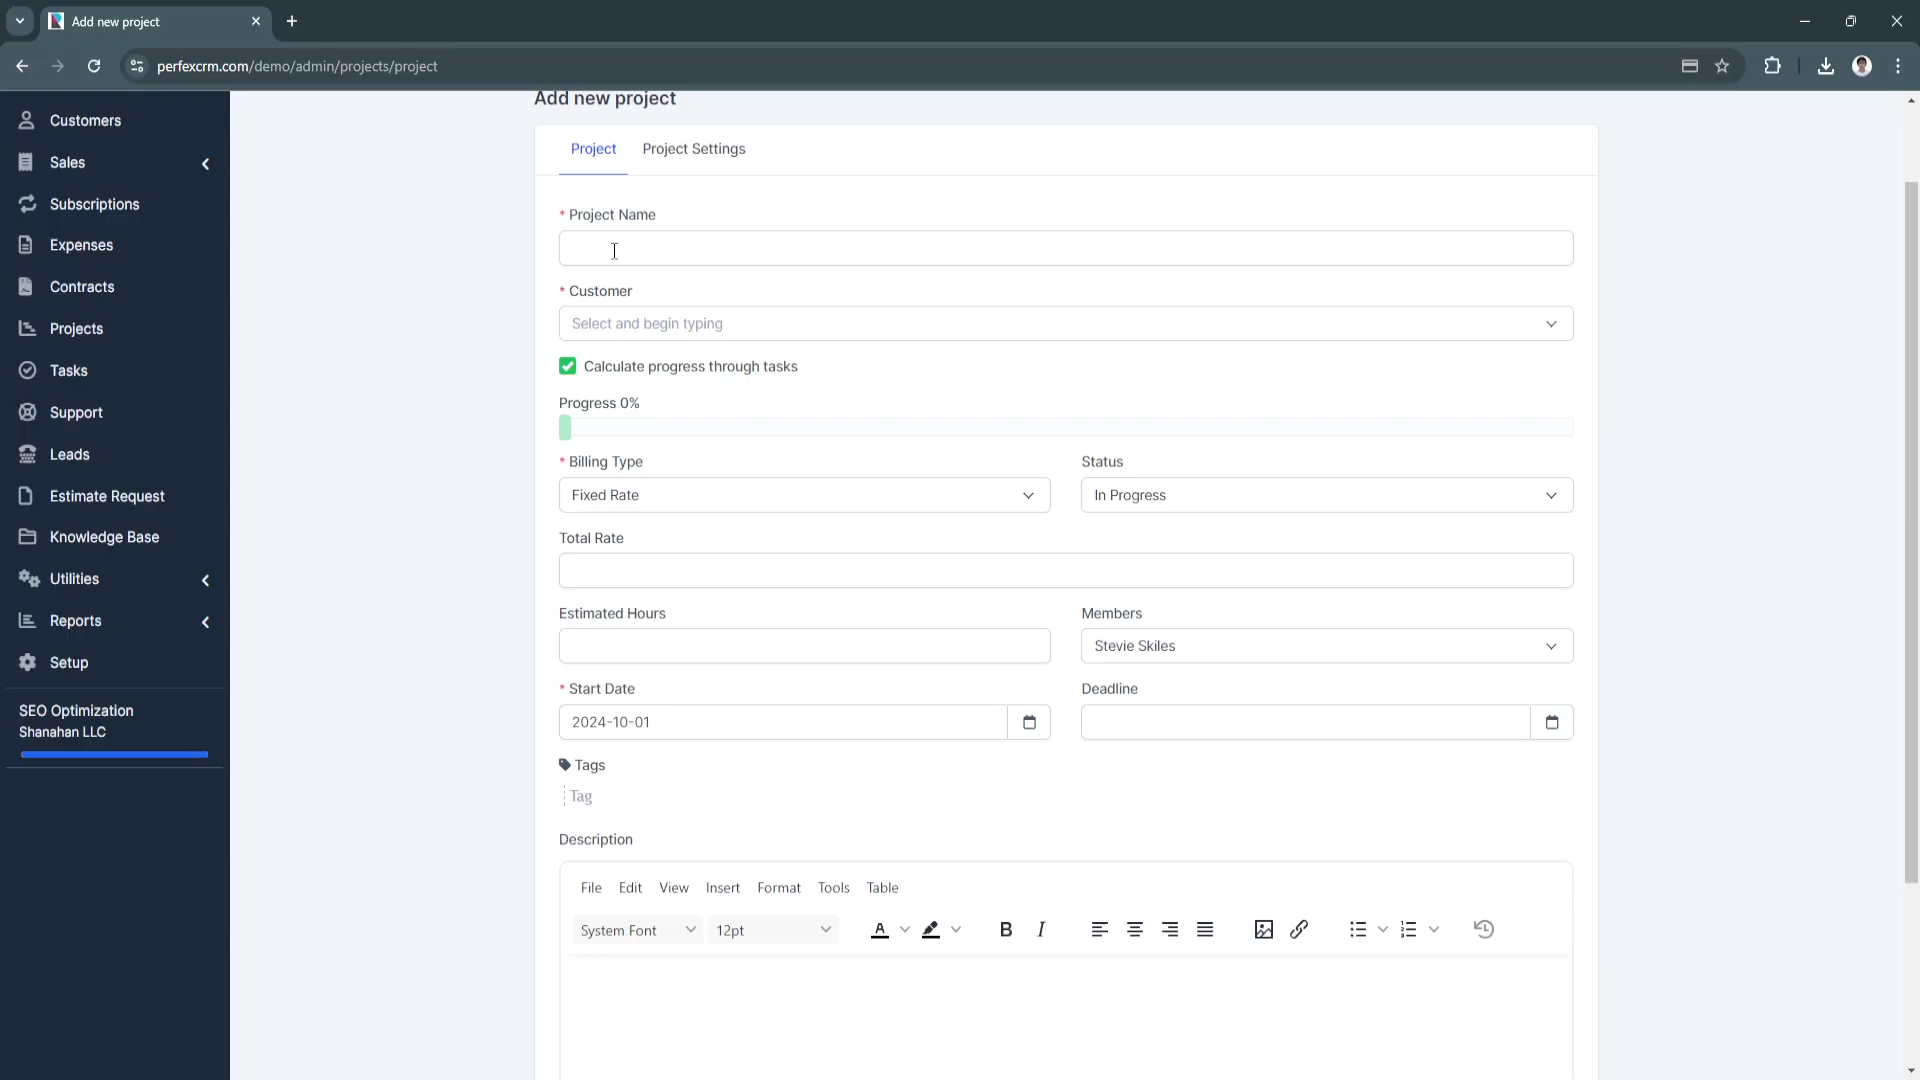 Add new project
perfexcrm.com/demo/admin/projects/project
Customers
Sales
Subscriptions
Expenses
Contracts
Projects
Tasks
Support
Leads
Estimate Request
Knowledge Base
Utilities
Reports
Setup
SEO Optimization
Shanahan LLC
Add new project
Project Project Settings
* Project Name
* Customer
Select and begin typing
Calculate progress through tasks
Progress 0%
* Billing Type Status
Fixed Rate In Progress
Total Rate
Estimated Hours Members
Stevie Skiles
* Start Date Deadline
2024-10-01
Tags
Tag
Description
File Edit View Insert Format Tools Table
System Font 12pt A B I